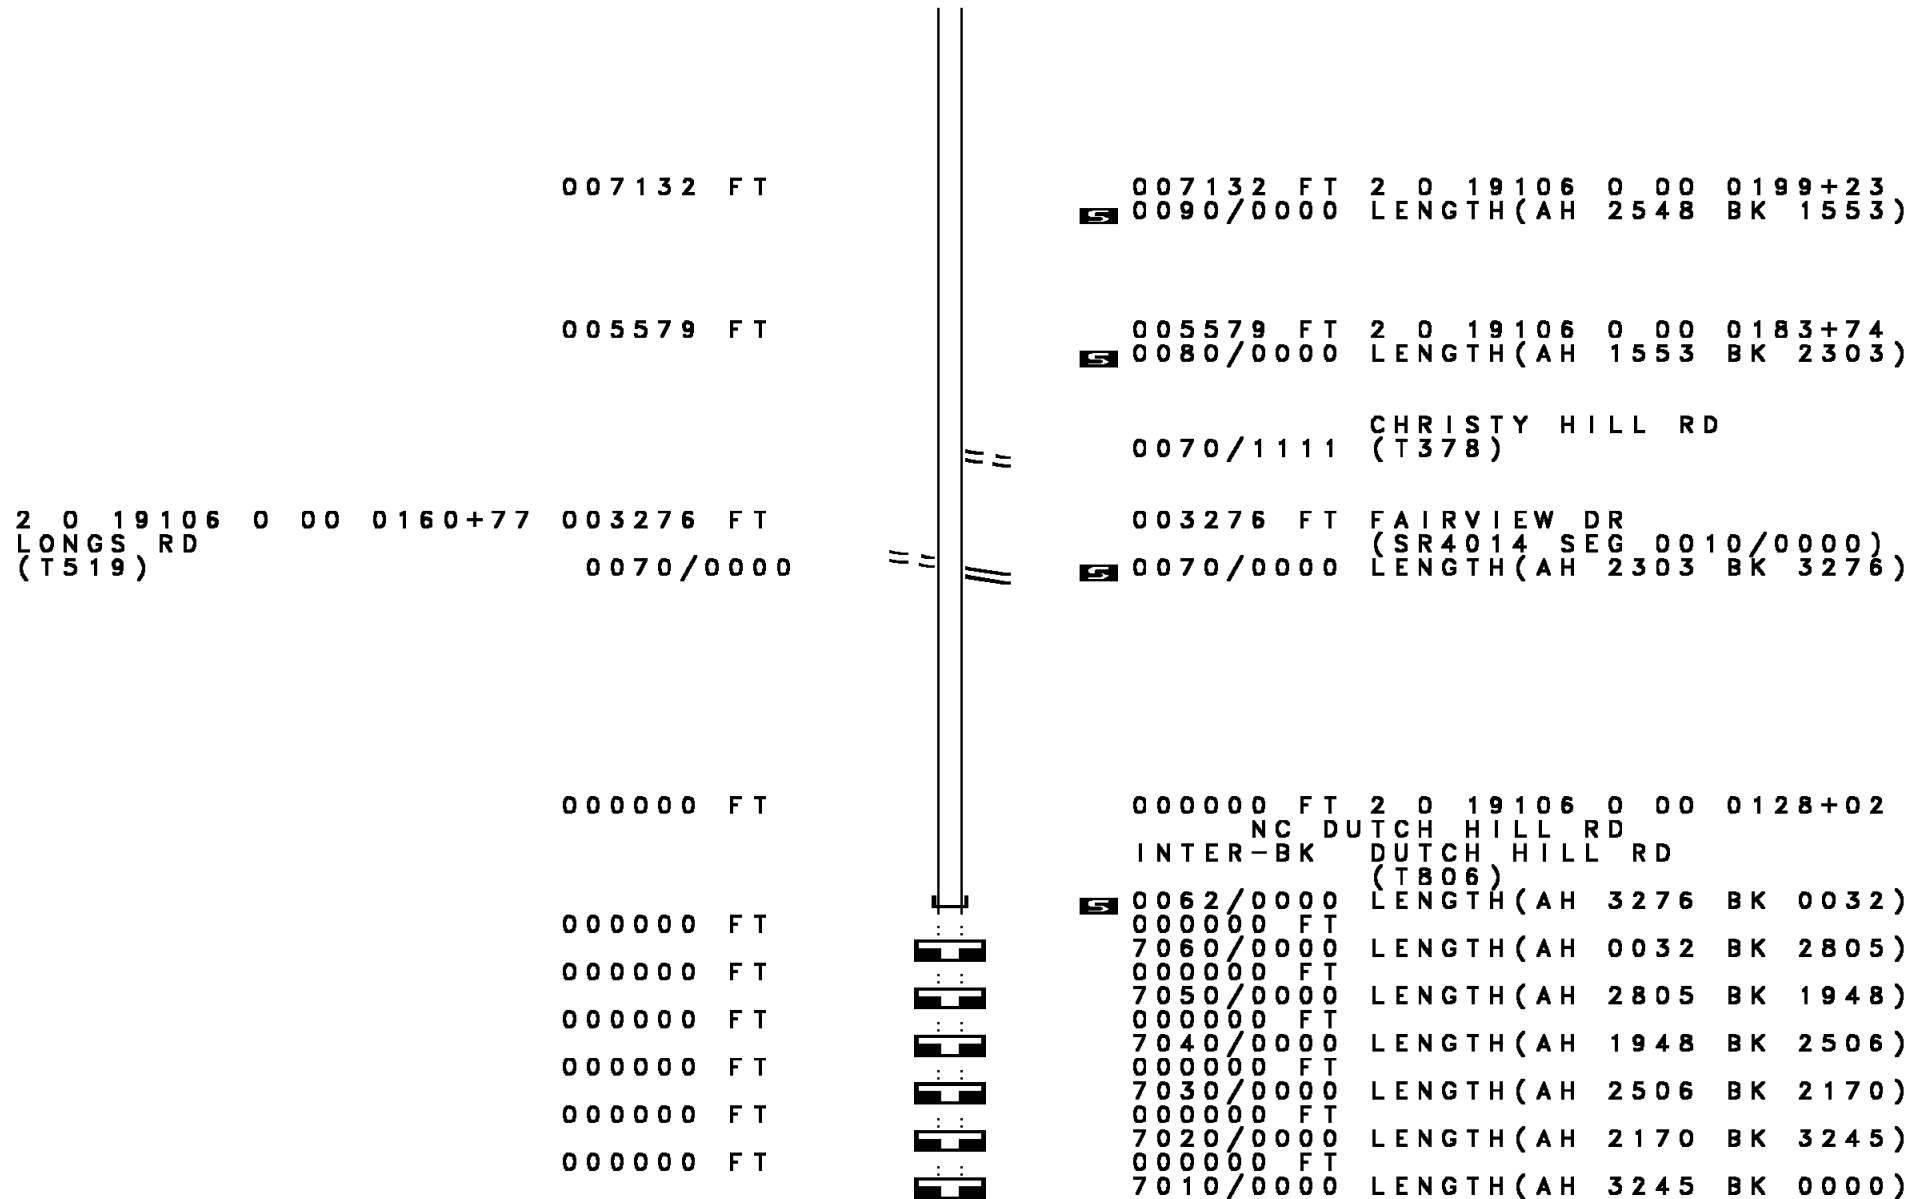 007132 FT 007132 FT 2 0 19106 0 00 0199+23
S 0090/0000 LENGTH(AH 2548 BK 1553)
005579 FT 005579 FT 2 0 19106 0 00 0183+74
S 0080/0000 LENGTH(AH 1553 BK 2303)
CHRISTY HILL RD
0070/1111 (T378)
2 0 19106 0 00 0160+77 003276 FT 003276 FT FAIRVIEW DR
LONGS RD (SR4014 SEG 0010/0000)
(T519) 0070/0000 S 0070/0000 LENGTH(AH 2303 BK 3276)
000000 FT 000000 FT 2 0 19106 0 00 0128+02
NC DUTCH HILL RD
INTER-BK DUTCH HILL RD
(T806)
S 0062/0000 LENGTH(AH 3276 BK 0032)
000000 FT 000000 FT
7060/0000 LENGTH(AH 0032 BK 2805)
000000 FT 000000 FT
7050/0000 LENGTH(AH 2805 BK 1948)
000000 FT 000000 FT
7040/0000 LENGTH(AH 1948 BK 2506)
000000 FT 000000 FT
7030/0000 LENGTH(AH 2506 BK 2170)
000000 FT 000000 FT
7020/0000 LENGTH(AH 2170 BK 3245)
000000 FT 000000 FT
7010/0000 LENGTH(AH 3245 BK 0000)